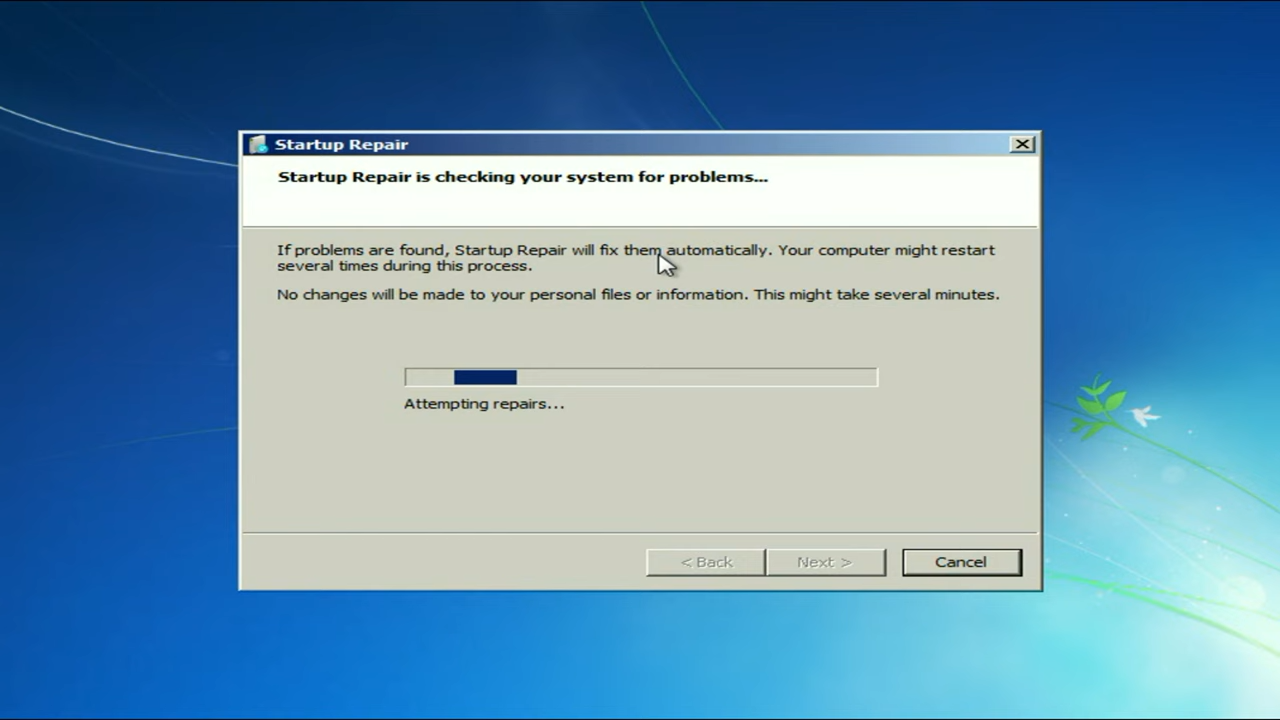 Startup Repair
Startup Repair is checking your system for problems...
If problems are found, Startup Repair will fix them automatically. Your computer might restart
several times during this process.
No changes will be made to your personal files or information. This might take several minutes.
Attempting repairs...
< Back
Next >
Cancel